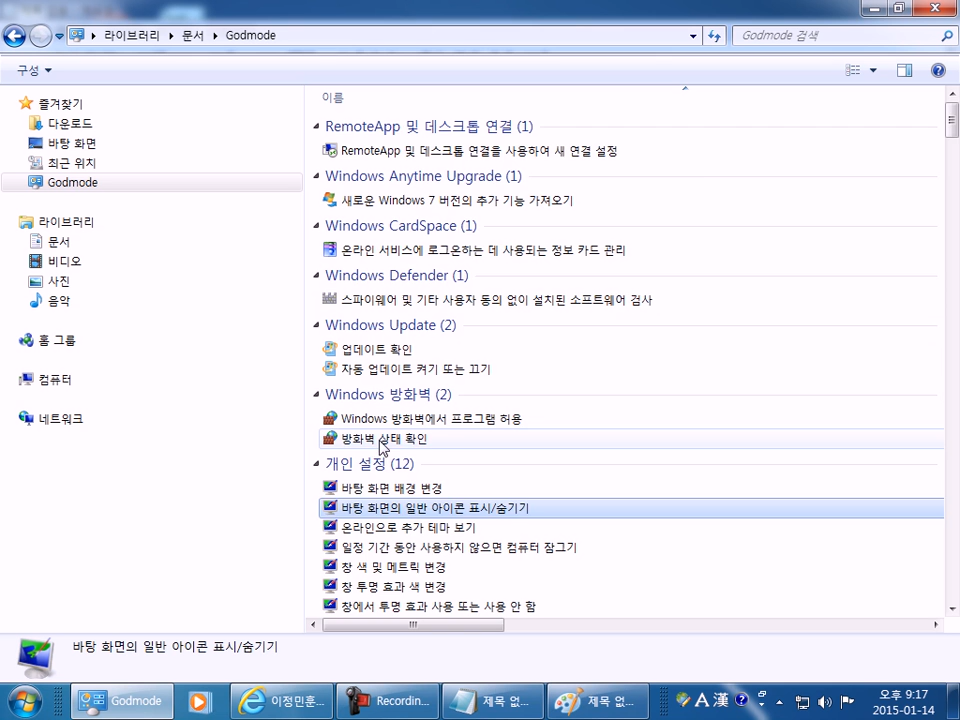 라이브러리 ▸ 문서 ▸ Godmode
Godmode 검색
구성
즐겨찾기
다운로드
바탕 화면
최근 위치
Godmode
라이브러리
문서
비디오
사진
음악
홈 그룹
컴퓨터
네트워크
이름
RemoteApp 및 데스크톱 연결 (1)
RemoteApp 및 데스크톱 연결을 사용하여 새 연결 설정
Windows Anytime Upgrade (1)
새로운 Windows 7 버전의 추가 기능 가져오기
Windows CardSpace (1)
온라인 서비스에 로그온하는 데 사용되는 정보 카드 관리
Windows Defender (1)
스파이웨어 및 기타 사용자 동의 없이 설치된 소프트웨어 검사
Windows Update (2)
업데이트 확인
자동 업데이트 켜기 또는 끄기
Windows 방화벽 (2)
Windows 방화벽에서 프로그램 허용
방화벽 상태 확인
개인 설정 (12)
바탕 화면 배경 변경
바탕 화면의 일반 아이콘 표시/숨기기
온라인으로 추가 테마 보기
일정 기간 동안 사용하지 않으면 컴퓨터 잠그기
창 색 및 메트릭 변경
창 투명 효과 색 변경
창에서 투명 효과 사용 또는 사용 안 함
바탕 화면의 일반 아이콘 표시/숨기기
Godmode
이정민훈...
Recordin...
제목 없...
제목 없...
A 漢
오후 9:17
2015-01-14